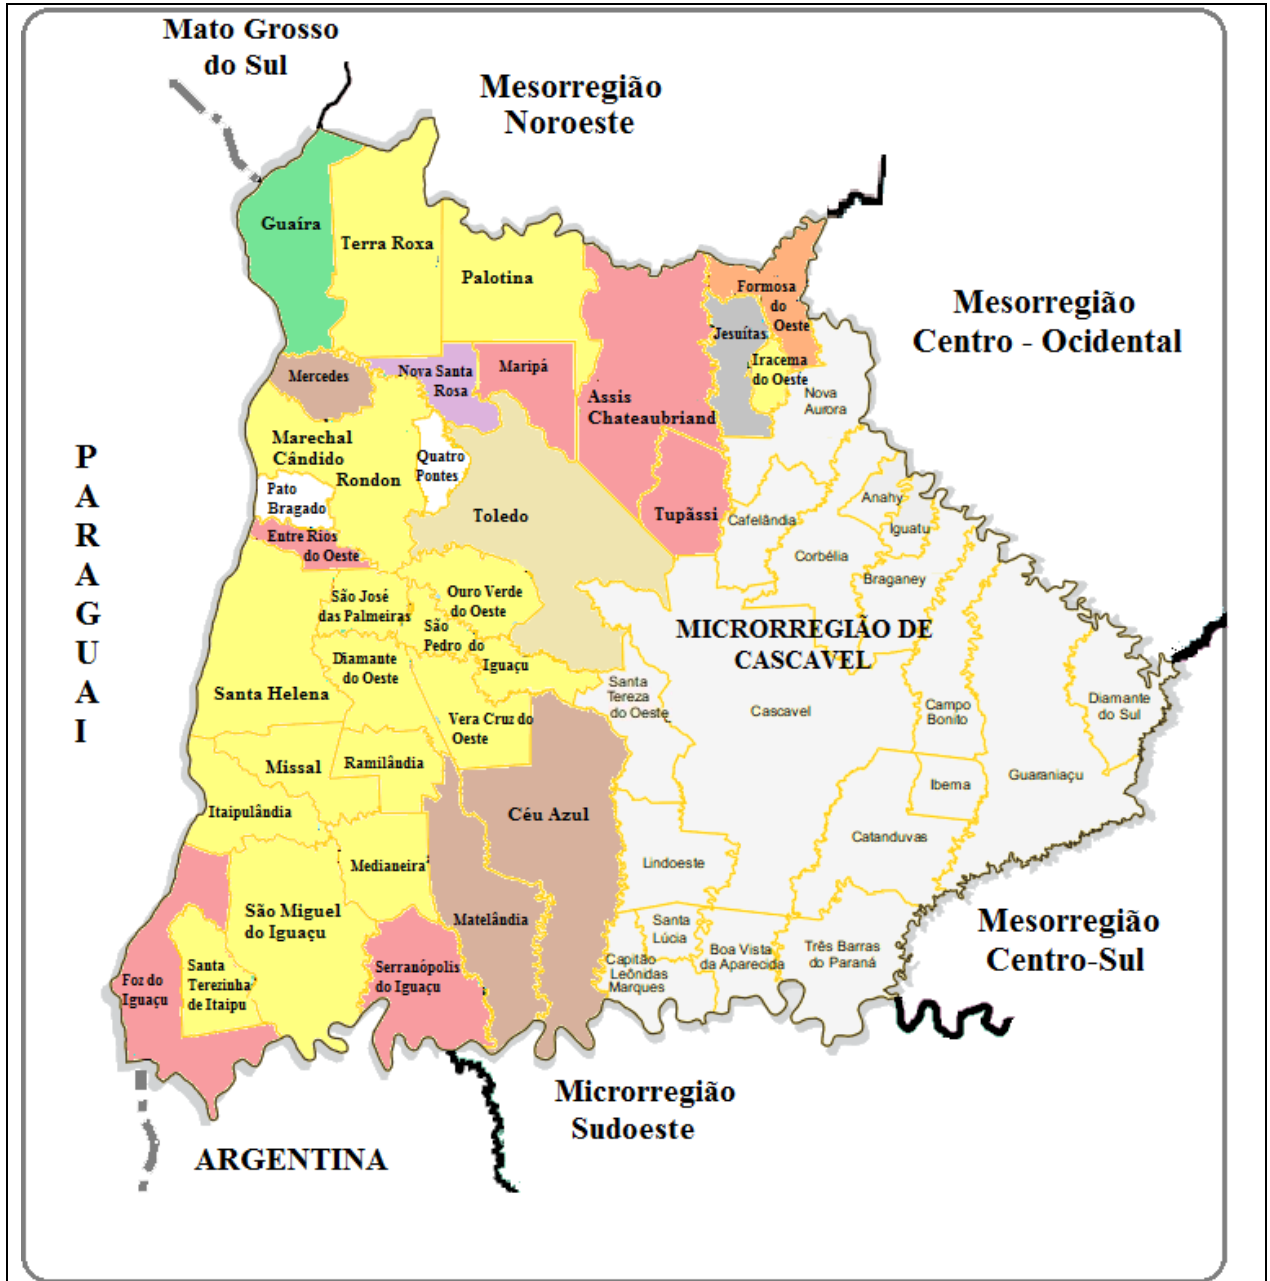 Mato Grosso
do Sul
Mesorregião
Noroeste
Guaíra
Terra Roxa
Palotina
Formosa
do
Oeste
Jesuítas
Iracema
do Oeste
Mesorregião
Centro - Ocidental
Mercedes
Nova Santa
Rosa
Maripá
Assis
Chateaubriand
Nova
Aurora
Marechal
Cândido
Rondon
Quatro
Pontes
Pato
Bragado
Toledo
Tupãssi
Cafelândia
Anahy
Iguatu
Corbélia
Braganey
Entre Rios
do Oeste
PARAGUAI
São José
das Palmeiras
Ouro Verde
do Oeste
São
Pedro do
Iguaçu
MICRORREGIÃO DE
CASCAVEL
Diamante
do Oeste
Santa Helena
Santa
Tereza
do Oeste
Cascavel
Campo
Bonito
Diamante
do Sul
Vera Cruz do
Oeste
Missal
Ramilândia
Guaraniaçu
Ibema
Itaipulândia
Céu Azul
Catanduvas
Medianeira
Lindoeste
São Miguel
do Iguaçu
Matelândia
Santa
Lúcia
Boa Vista
da Aparecida
Três Barras
do Paraná
Mesorregião
Centro-Sul
Capitão
Leônidas
Marques
Foz do
Iguaçu
Santa
Terezinha
de Itaipu
Serranópolis
do Iguaçu
Microrregião
Sudoeste
ARGENTINA